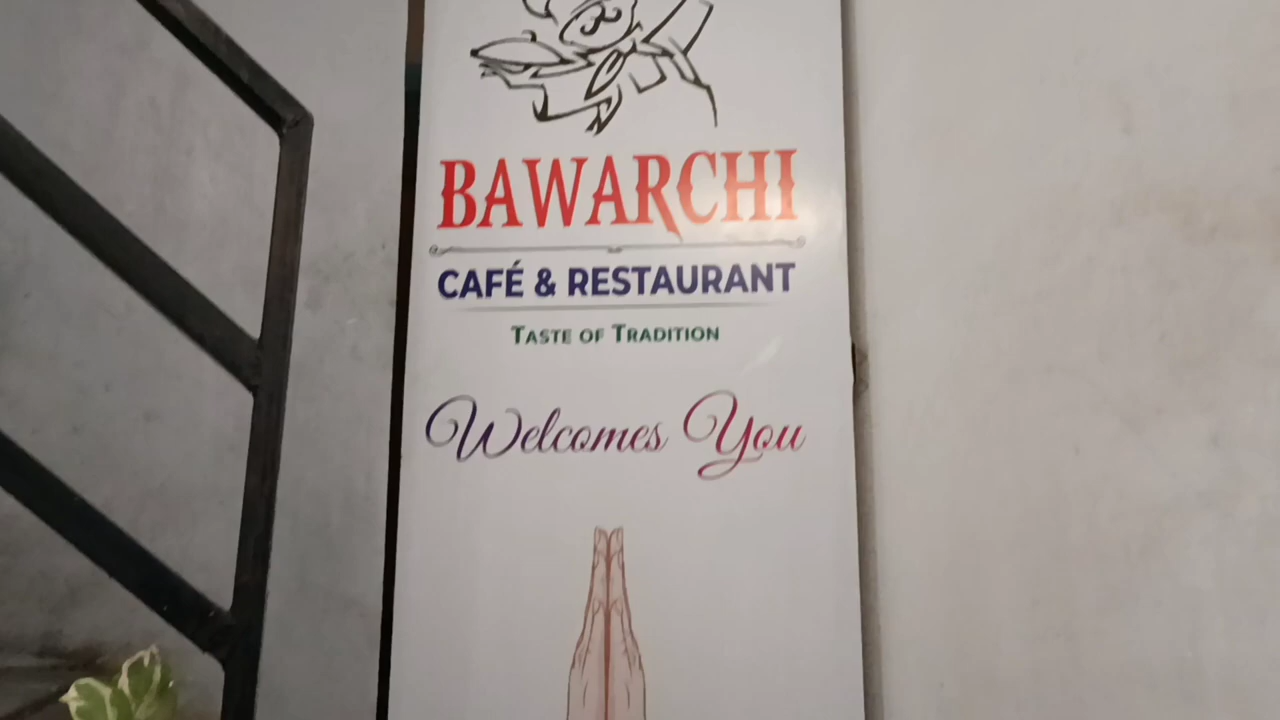 BAWARCHI
CAFÉ & RESTAURANT
TASTE OF TRADITION
Welcomes You